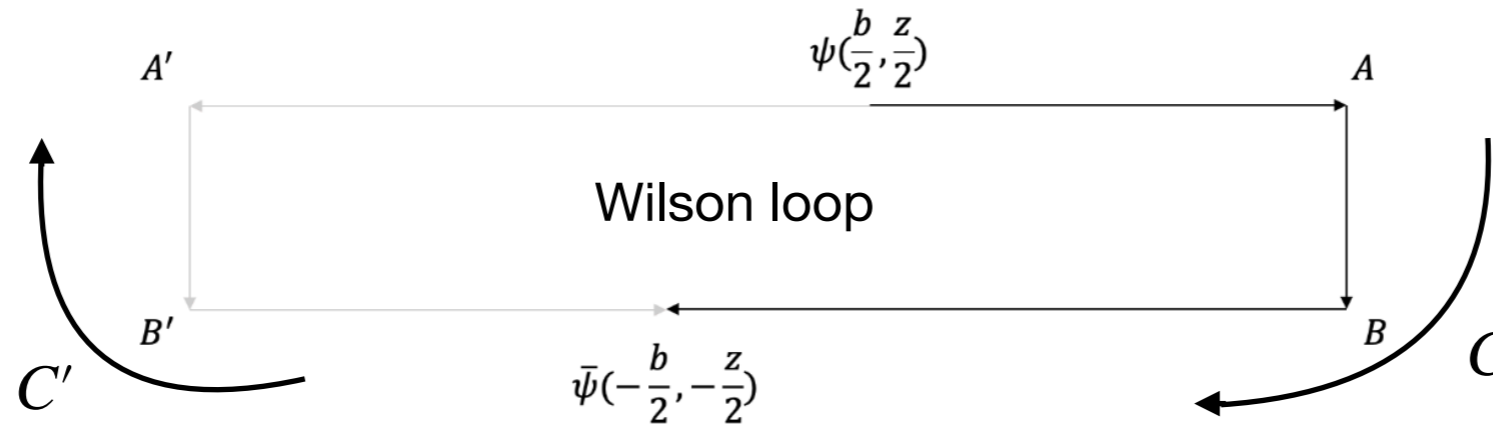 ψ(b/2, z/2)
A′
A
Wilson loop
B′
B
C′
C
ψ̄(−b/2, −z/2)